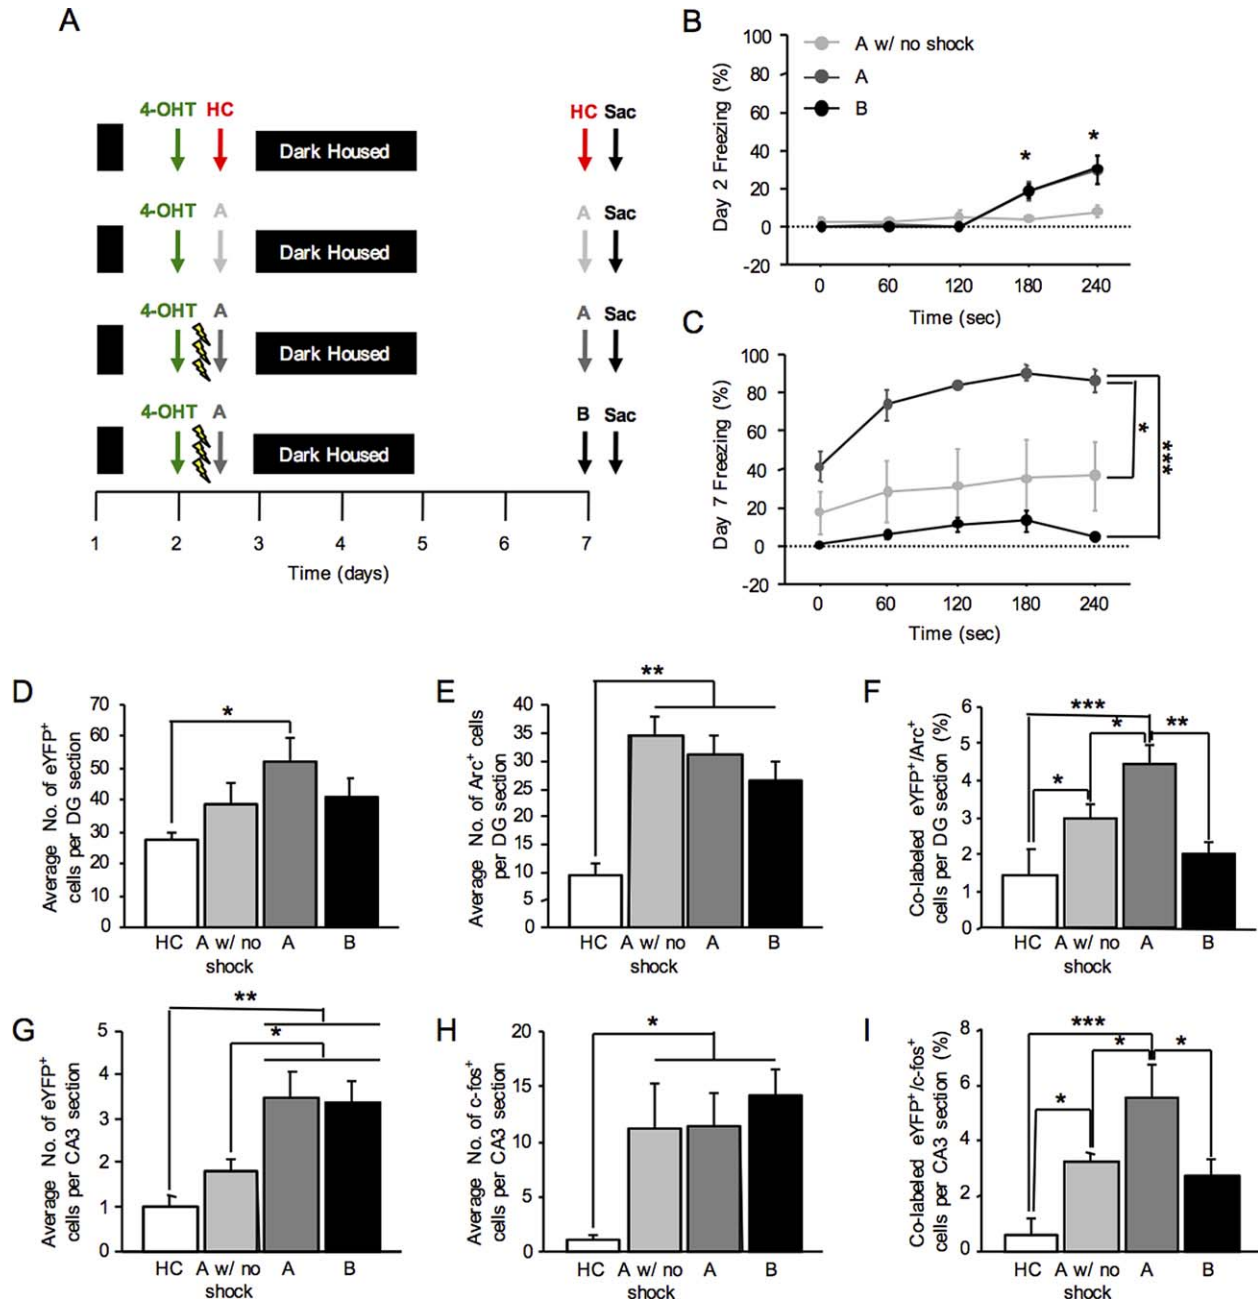 A
4-OHT HC
HC Sac
Dark Housed
4-OHT A
A Sac
Dark Housed
4-OHT A
A Sac
Dark Housed
4-OHT A
B Sac
Dark Housed
1 2 3 4 5 6 7
Time (days)
B
Day 2 Freezing (%)
100
80
60
40
20
0
-20
A w/ no shock
A
B
*
*
0 60 120 180 240
Time (sec)
C
Day 7 Freezing (%)
100
80
60
40
20
0
-20
*
***
0 60 120 180 240
Time (sec)
D
Average No. of eYFP+
cells per DG section
70
60
50
40
30
20
10
0
*
HC A w/ no A B
shock
E
Average No. of Arc+ cells
per DG section
40
35
30
25
20
15
10
5
0
**
HC A w/ no A B
shock
F
Co-labeled eYFP+/Arc+
cells per DG section (%)
6
5
4
3
2
1
0
***
* **
*
HC A w/ no A B
shock
G
Average No. of eYFP+
cells per CA3 section
5
4
3
2
1
0
**
*
HC A w/ no A B
shock
H
Average No. of c-fos+
cells per CA3 section
20
15
10
5
0
*
HC A w/ no A B
shock
I
Co-labeled eYFP+/c-fos+
cells per CA3 section (%)
8
6
4
2
0
***
* *
*
HC A w/ no A B
shock